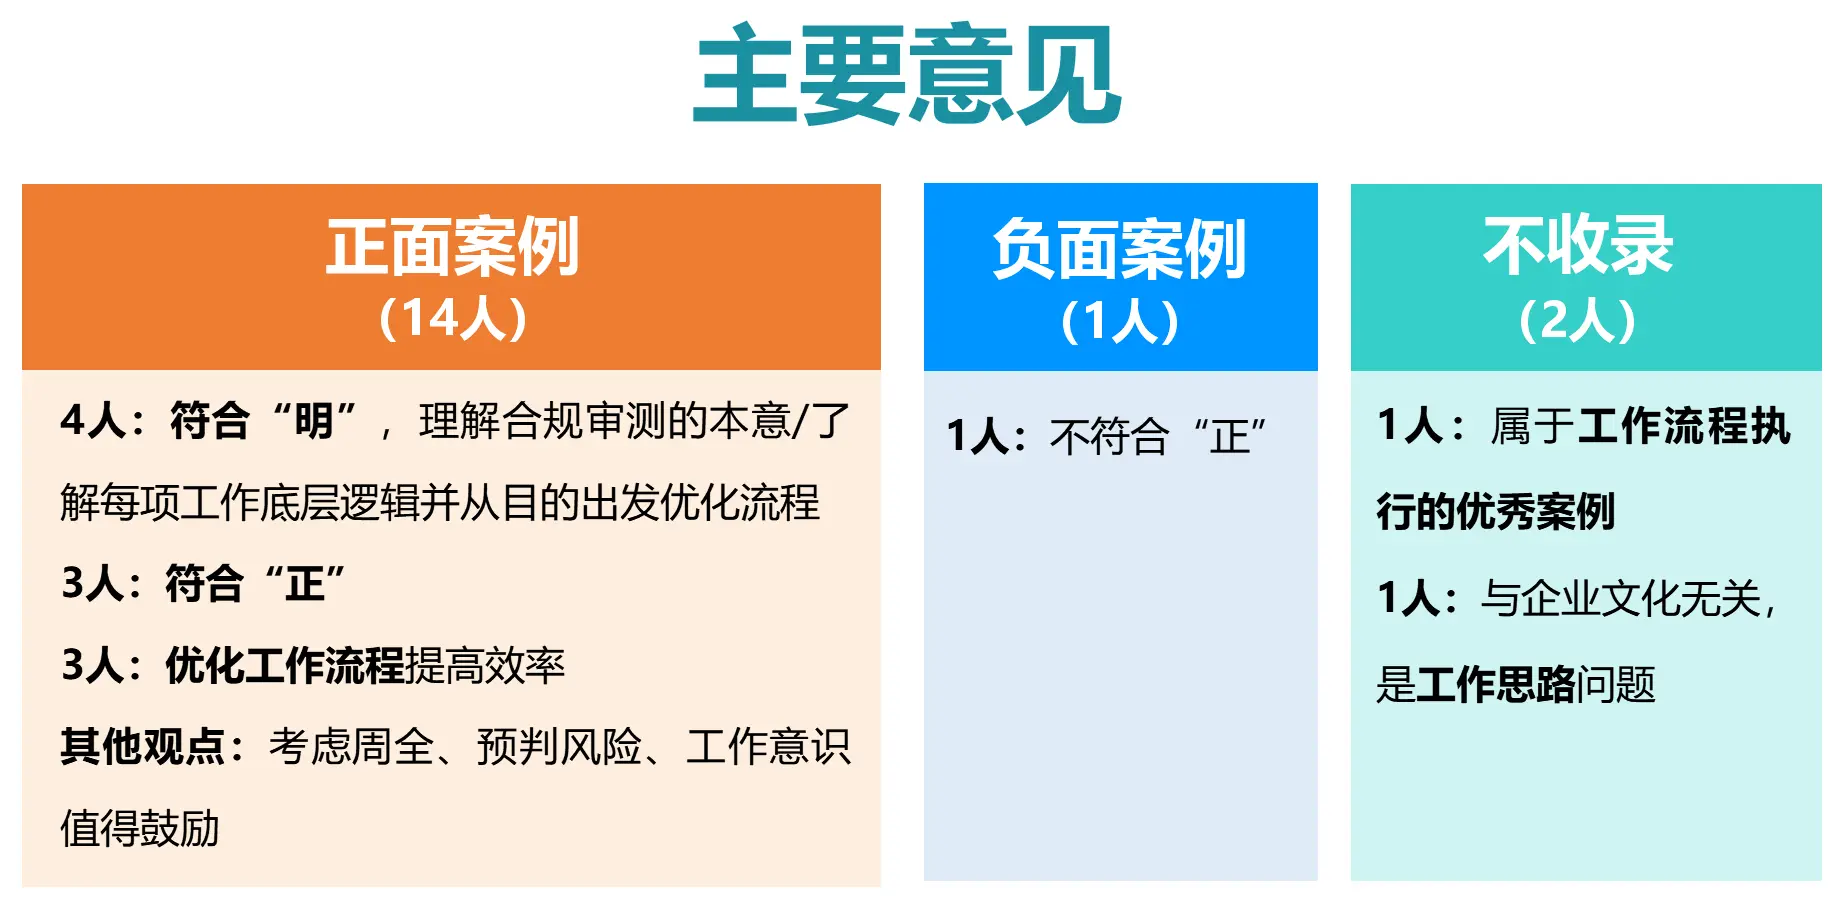 主要意见
正面案例
（14人）
4人：符合“明”，理解合规审测的本意/了
解每项工作底层逻辑并从目的出发优化流程
3人：符合“正”
3人：优化工作流程提高效率
其他观点：考虑周全、预判风险、工作意识
值得鼓励
负面案例
（1人）
1人：不符合“正”
不收录
（2人）
1人：属于工作流程执
行的优秀案例
1人：与企业文化无关，
是工作思路问题